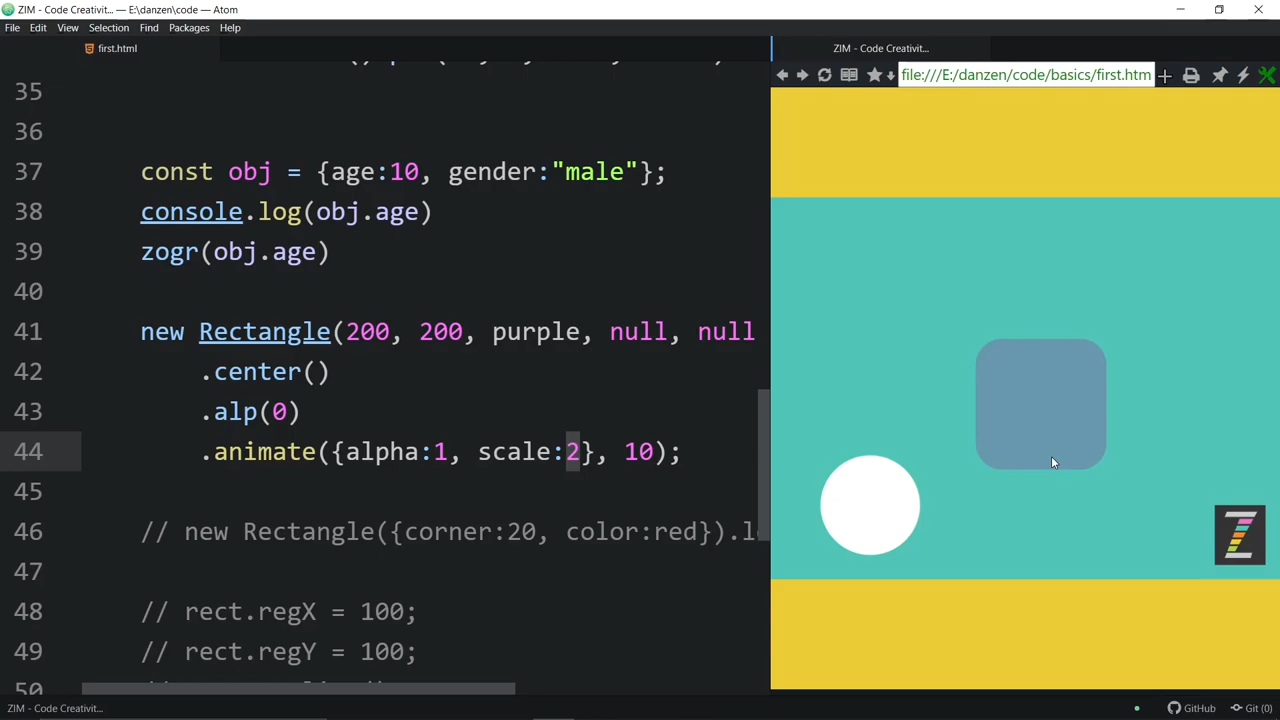 ZIM - Code Creativit... — E:\danzen\code — Atom
File Edit View Selection Find Packages Help
first.html
ZIM - Code Creativit...
file:///E:/danzen/code/basics/first.htm
35
36
37 const obj = {age:10, gender:"male"};
38 console.log(obj.age)
39 zogr(obj.age)
40
41 new Rectangle(200, 200, purple, null, null
42 .center()
43 .alp(0)
44 .animate({alpha:1, scale:2}, 10);
45
46 // new Rectangle({corner:20, color:red}).l
47
48 // rect.regX = 100;
49 // rect.regY = 100;
50
Z
ZIM - Code Creativit...
GitHub Git (0)